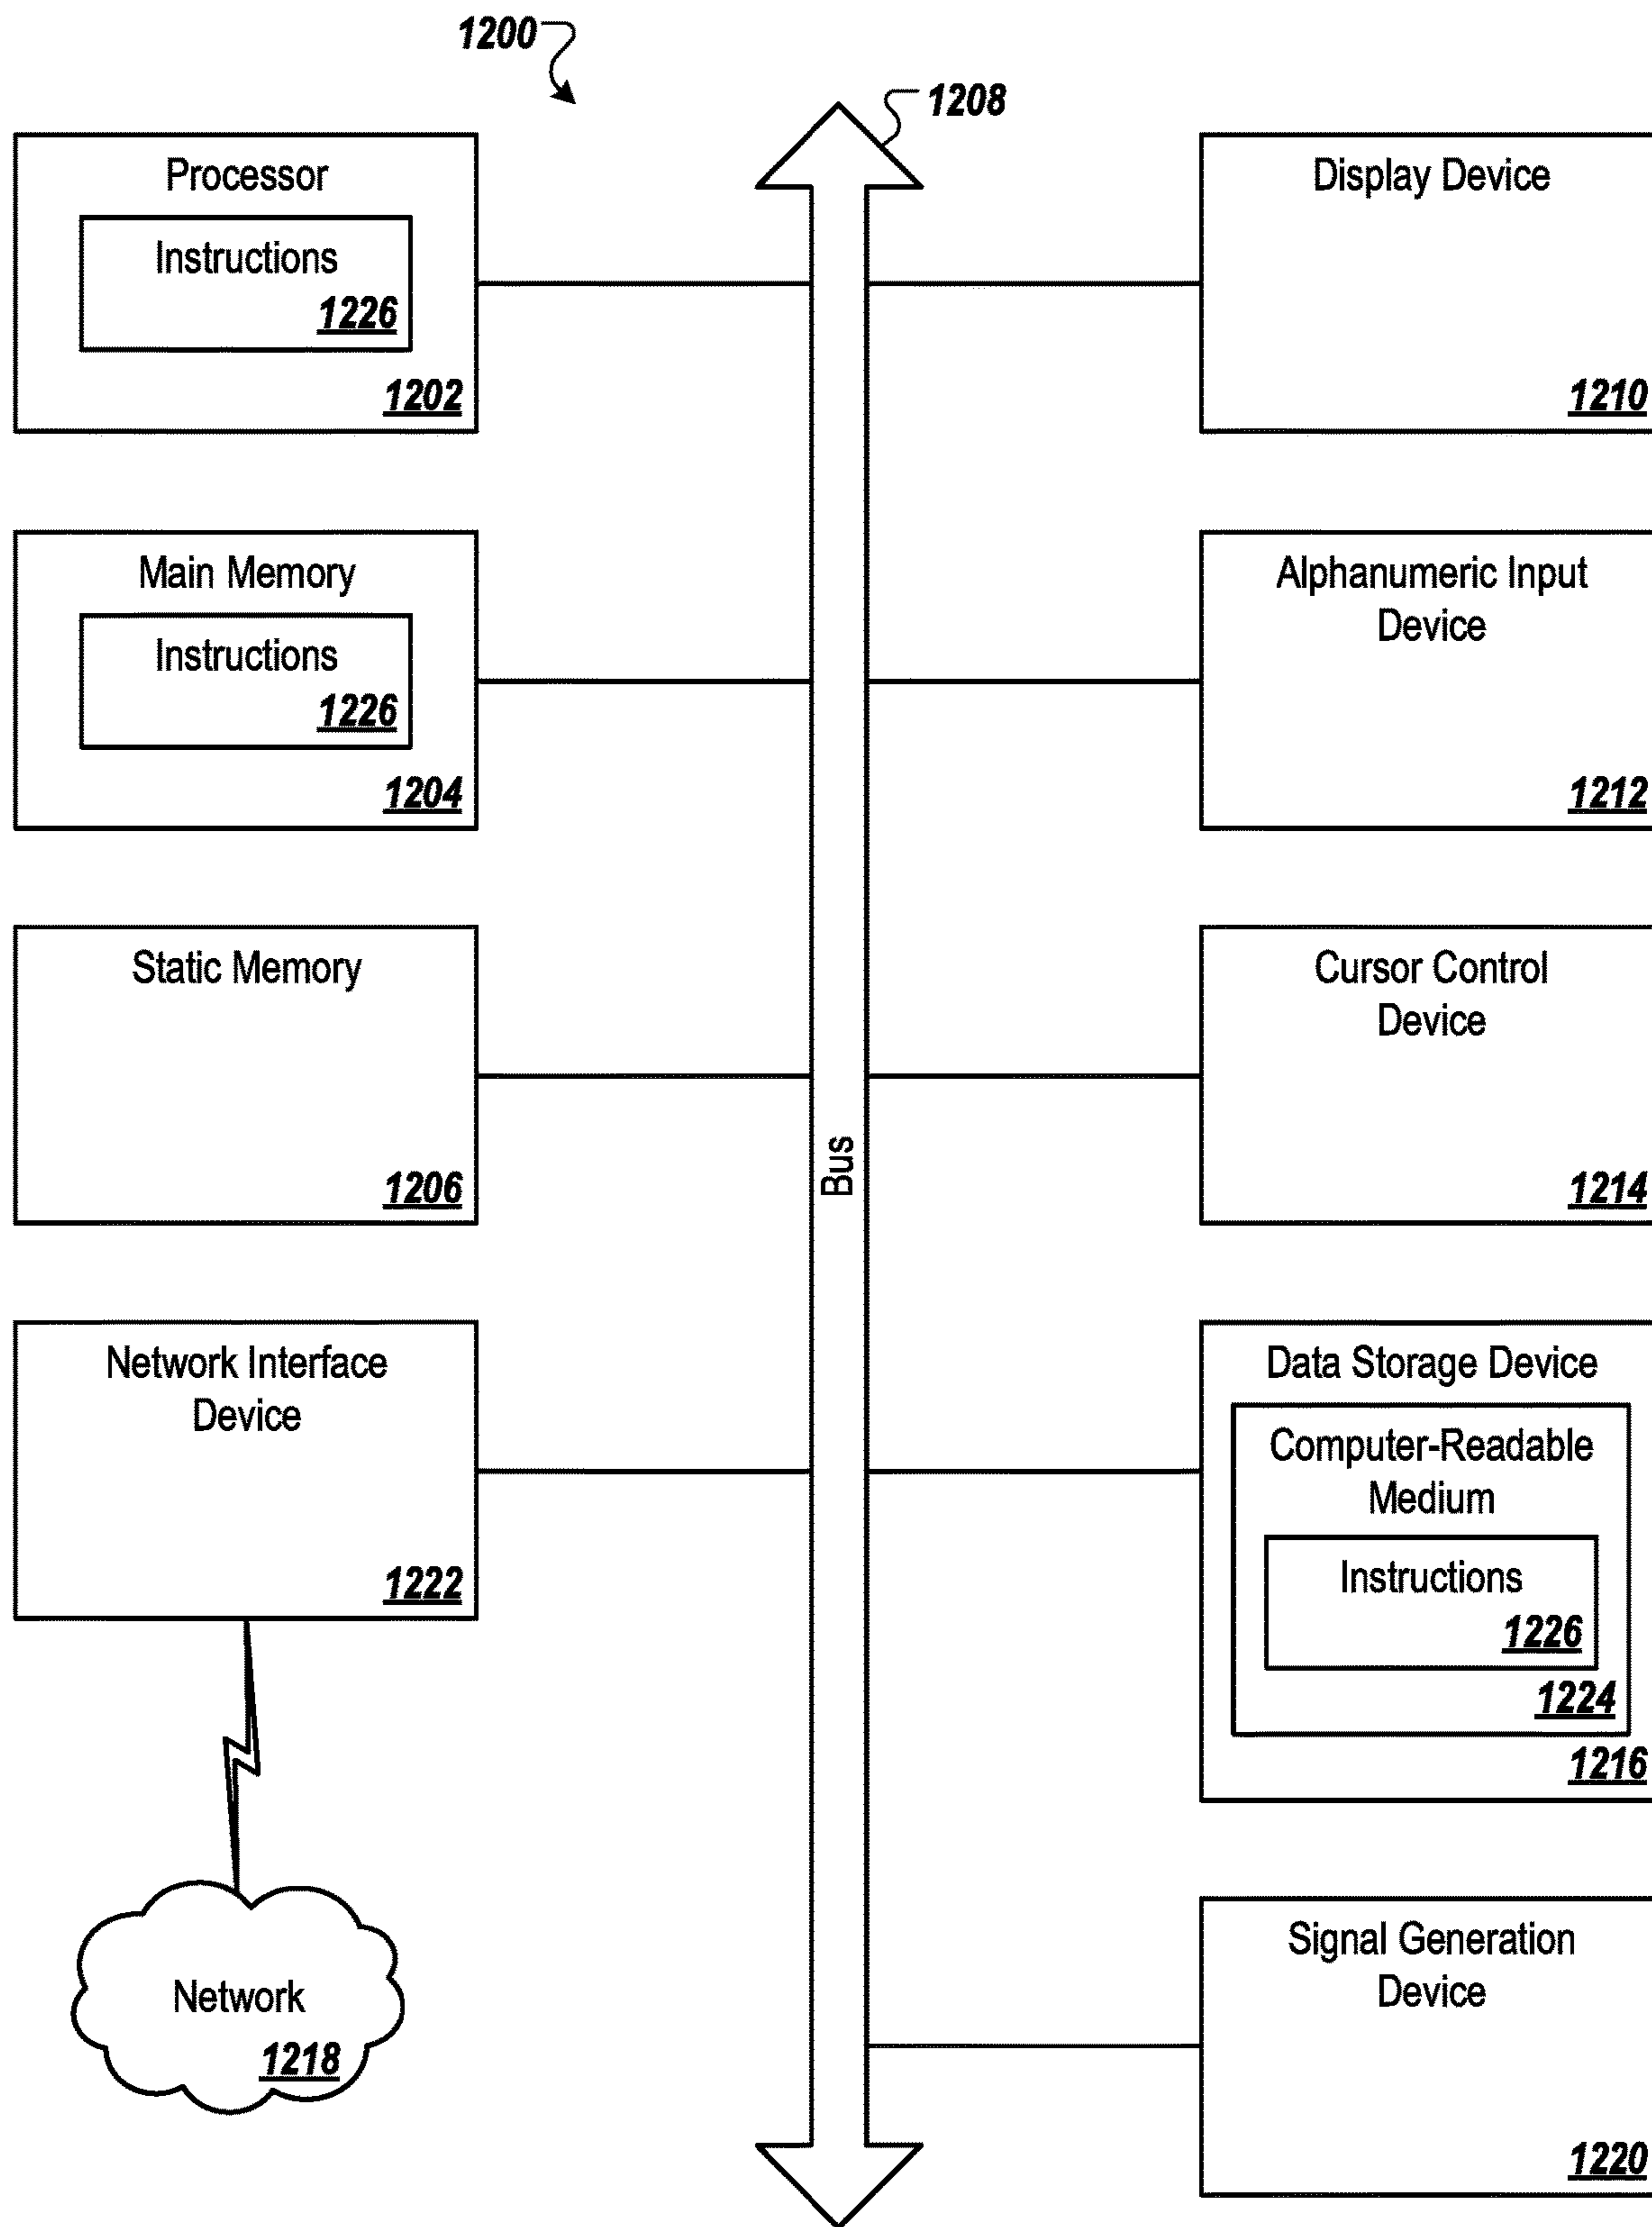 1200
1208
Processor
Instructions
1226
1202
Display Device
1210
Main Memory
Instructions
1226
1204
Alphanumeric Input
Device
1212
Static Memory
1206
Cursor Control
Device
1214
Bus
Network Interface
Device
1222
Data Storage Device
Computer-Readable
Medium
Instructions
1226
1224
1216
Network
1218
Signal Generation
Device
1220